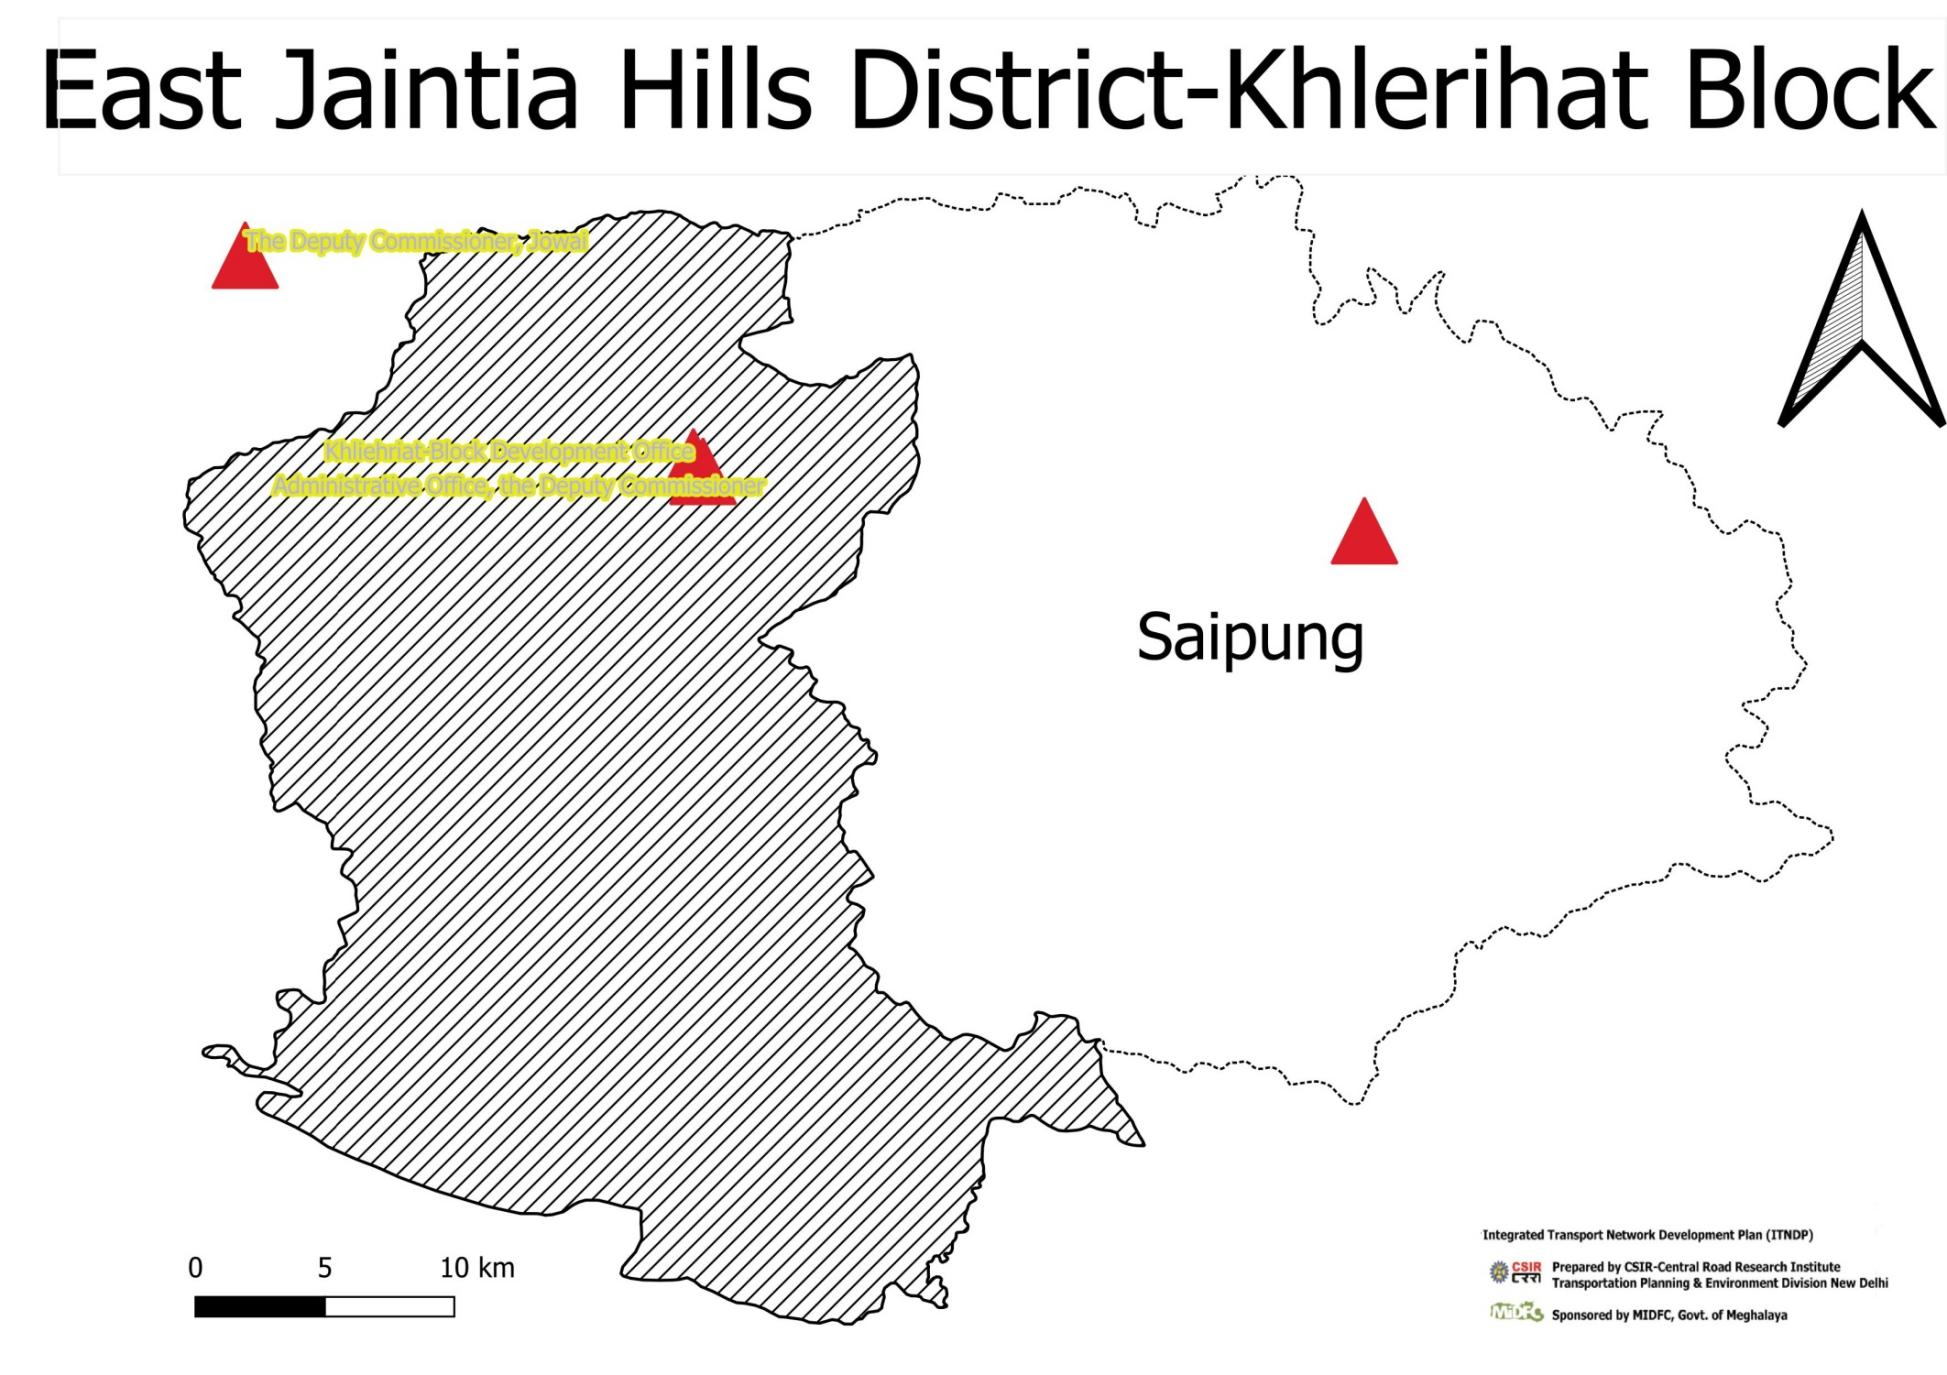 East Jaintia Hills District-Khlerihat Block
The Deputy Commissioner, Jowai
Khliehriat-Block Development Office
Administrative Office, the Deputy Commissioner
Saipung
0 5 10 km
Integrated Transport Network Development Plan (ITNDP)
CSIR
Prepared by CSIR-Central Road Research Institute
Transportation Planning & Environment Division New Delhi
MIDFC
Sponsored by MIDFC, Govt. of Meghalaya